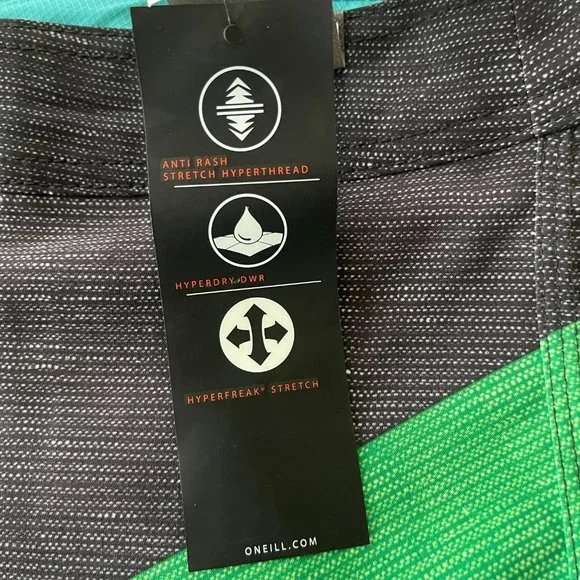 ANTI RASH
STRETCH HYPERTHREAD
HYPERDRY DWR
HYPERFREAK® STRETCH
ONEILL.COM